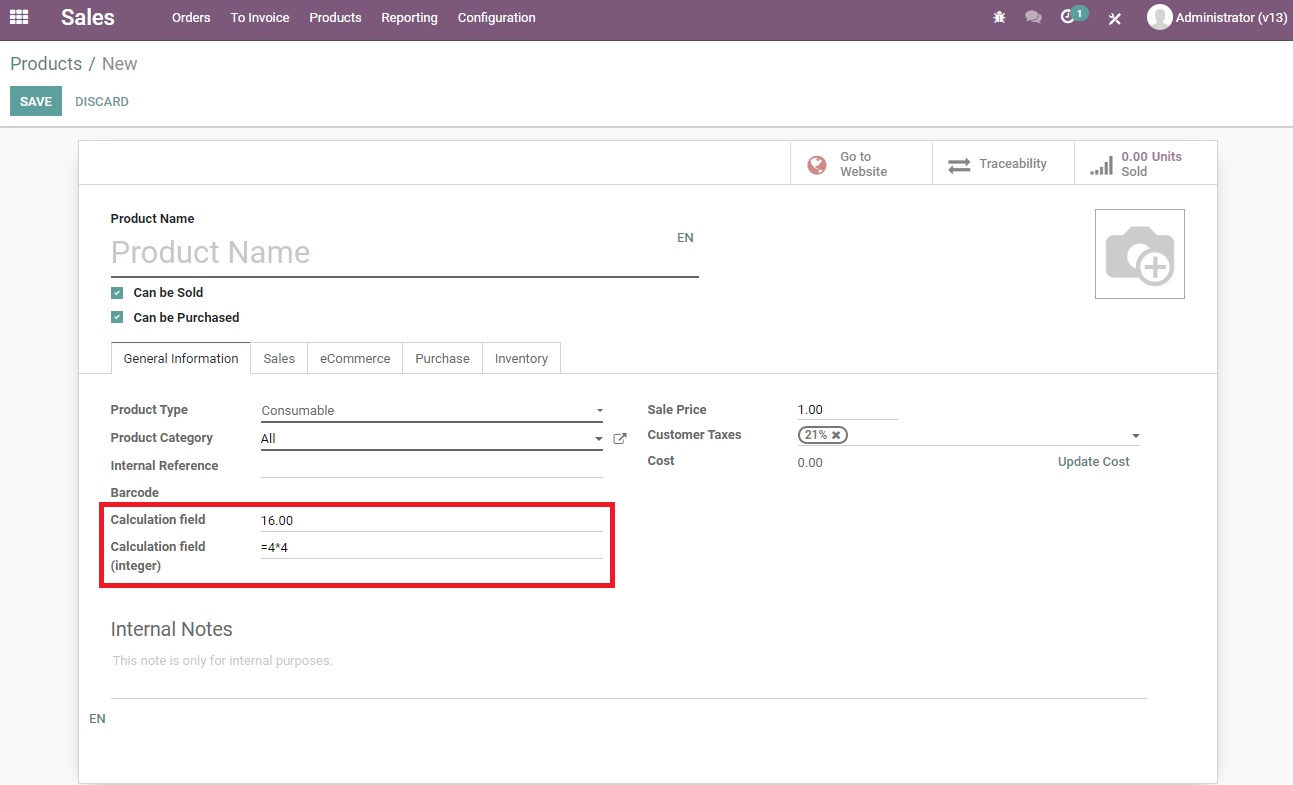 Sales Orders To Invoice Products Reporting Configuration 1 Administrator (v13)
Products / New
SAVE DISCARD
Go to
Website
Traceability
0.00 Units
Sold
Product Name
Product Name EN
Can be Sold
Can be Purchased
General Information Sales eCommerce Purchase Inventory
Product Type Consumable
Product Category All
Internal Reference
Barcode
Calculation field 16.00
Calculation field
(integer) =4*4
Sale Price 1.00
Customer Taxes 21% ✖
Cost 0.00 Update Cost
Internal Notes
This note is only for internal purposes.
EN